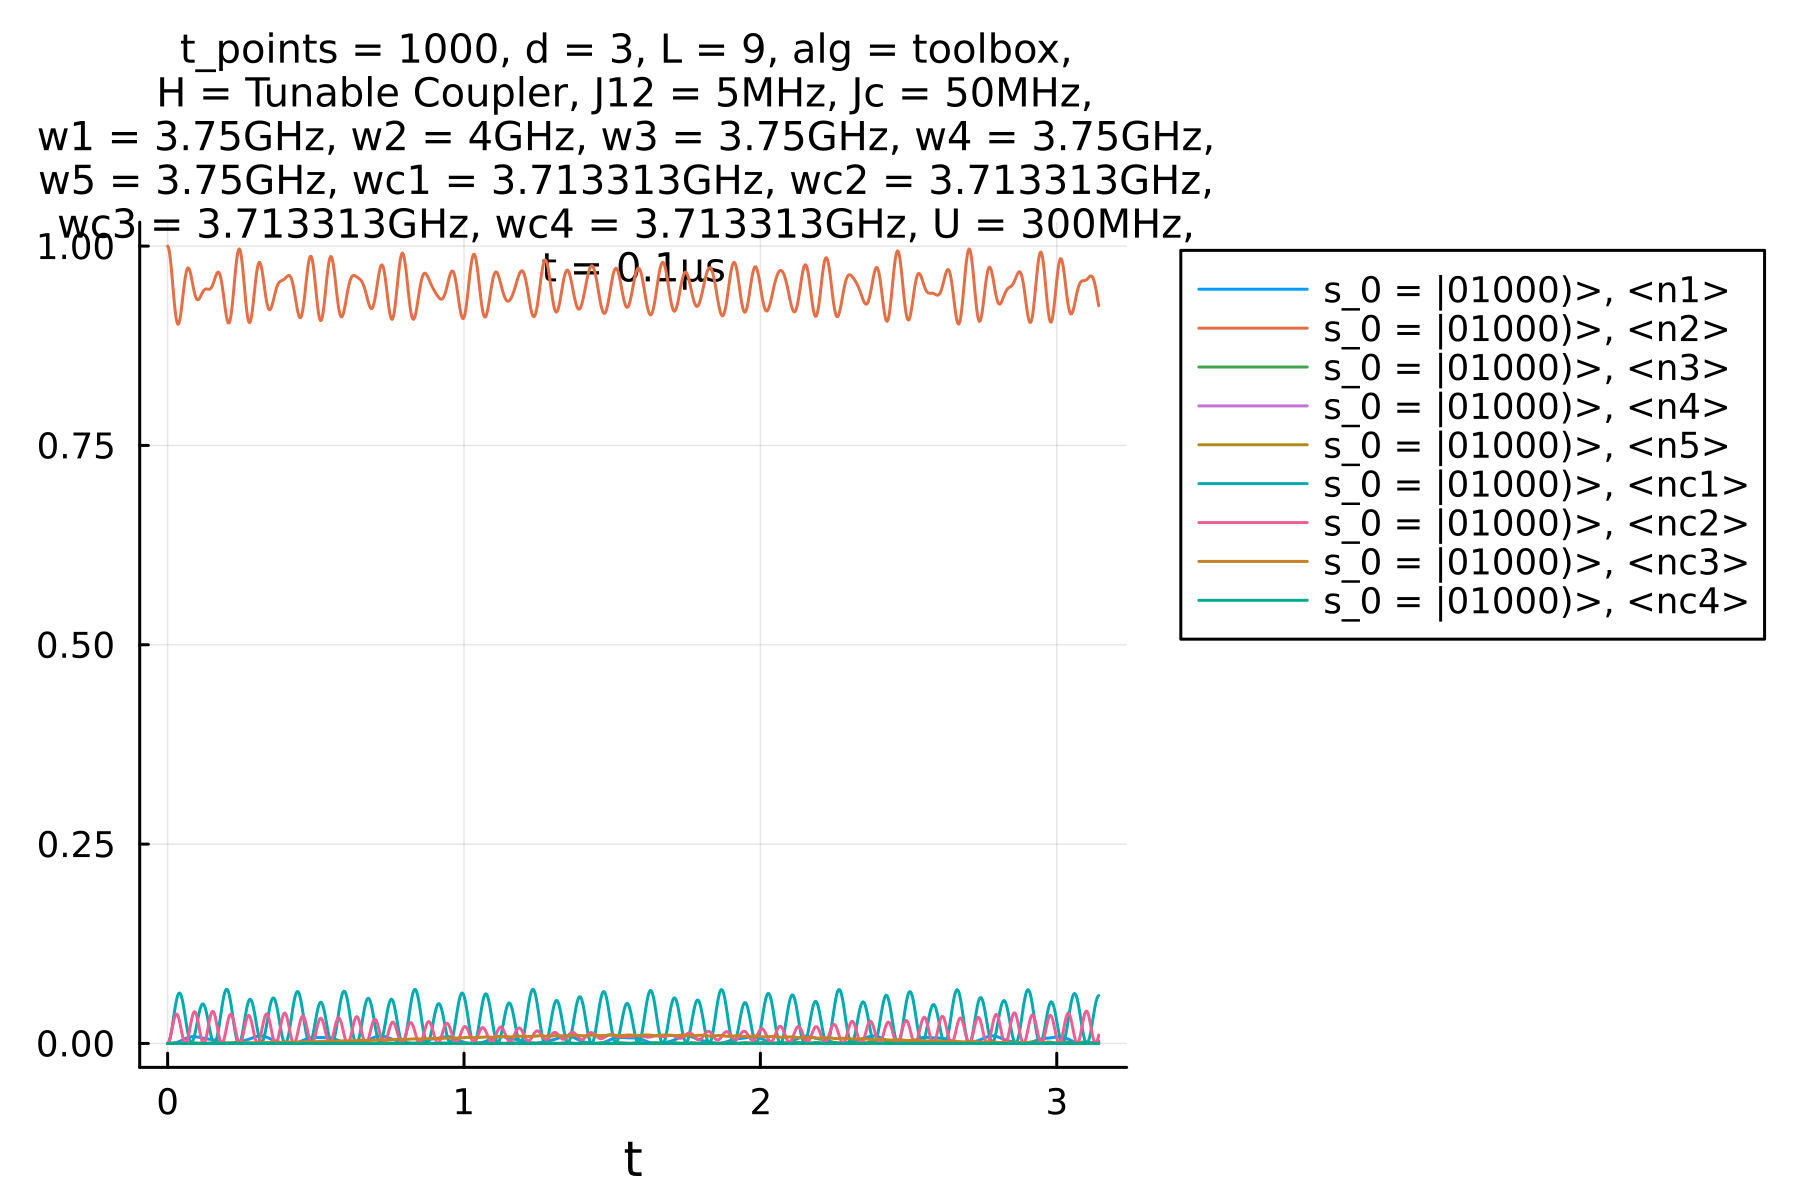 t_points = 1000, d = 3, L = 9, alg = toolbox,
H = Tunable Coupler, J12 = 5MHz, Jc = 50MHz,
w1 = 3.75GHz, w2 = 4GHz, w3 = 3.75GHz, w4 = 3.75GHz,
w5 = 3.75GHz, wc1 = 3.713313GHz, wc2 = 3.713313GHz,
wc3 = 3.713313GHz, wc4 = 3.713313GHz, U = 300MHz,
t = 0.1μs
1.00
0.75
0.50
0.25
0.00
0 1 2 3
t
s_0 = |01000)>, <n1>
s_0 = |01000)>, <n2>
s_0 = |01000)>, <n3>
s_0 = |01000)>, <n4>
s_0 = |01000)>, <n5>
s_0 = |01000)>, <nc1>
s_0 = |01000)>, <nc2>
s_0 = |01000)>, <nc3>
s_0 = |01000)>, <nc4>